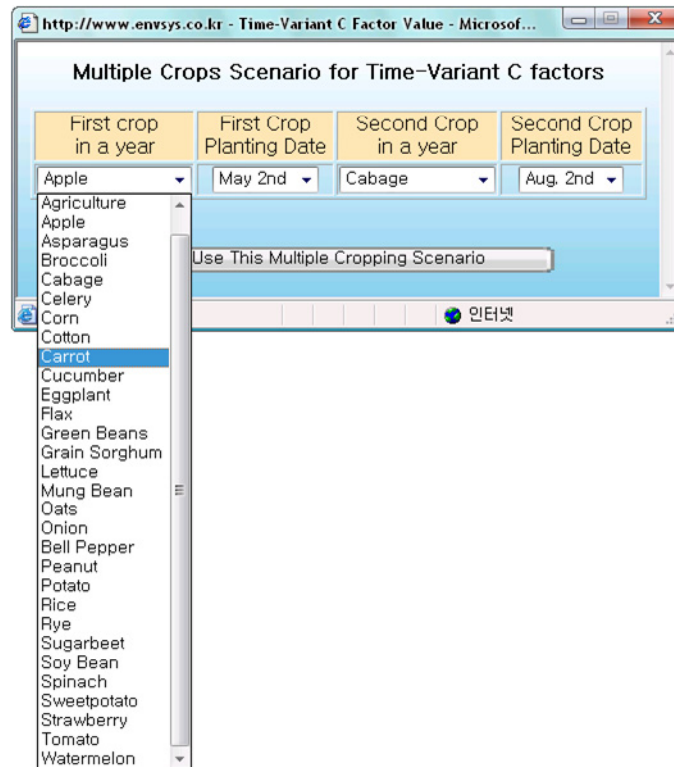 http://www.envsys.co.kr - Time-Variant C Factor Value - Microsof...
Multiple Crops Scenario for Time-Variant C factors
First crop in a year
First Crop Planting Date
Second Crop in a year
Second Crop Planting Date
Apple
May 2nd
Cabage
Aug. 2nd
Use This Multiple Cropping Scenario
인터넷
Agriculture
Apple
Asparagus
Broccoli
Cabage
Celery
Corn
Cotton
Carrot
Cucumber
Eggplant
Flax
Green Beans
Grain Sorghum
Lettuce
Mung Bean
Oats
Onion
Bell Pepper
Peanut
Potato
Rice
Rye
Sugarbeet
Soy Bean
Spinach
Sweetpotato
Strawberry
Tomato
Watermelon